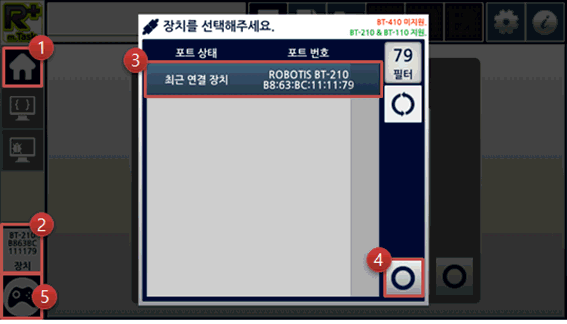 R+
m.Task
1
장치를 선택해주세요.
BT-410 미지원,
BT-210 & BT-110 지원.
포트 상태
포트 번호
79
필터
3
최근 연결 장치
ROBOTIS BT-210
B8:63:BC:11:11:79
2
BT-210
B863BC
111179
장치
4
5